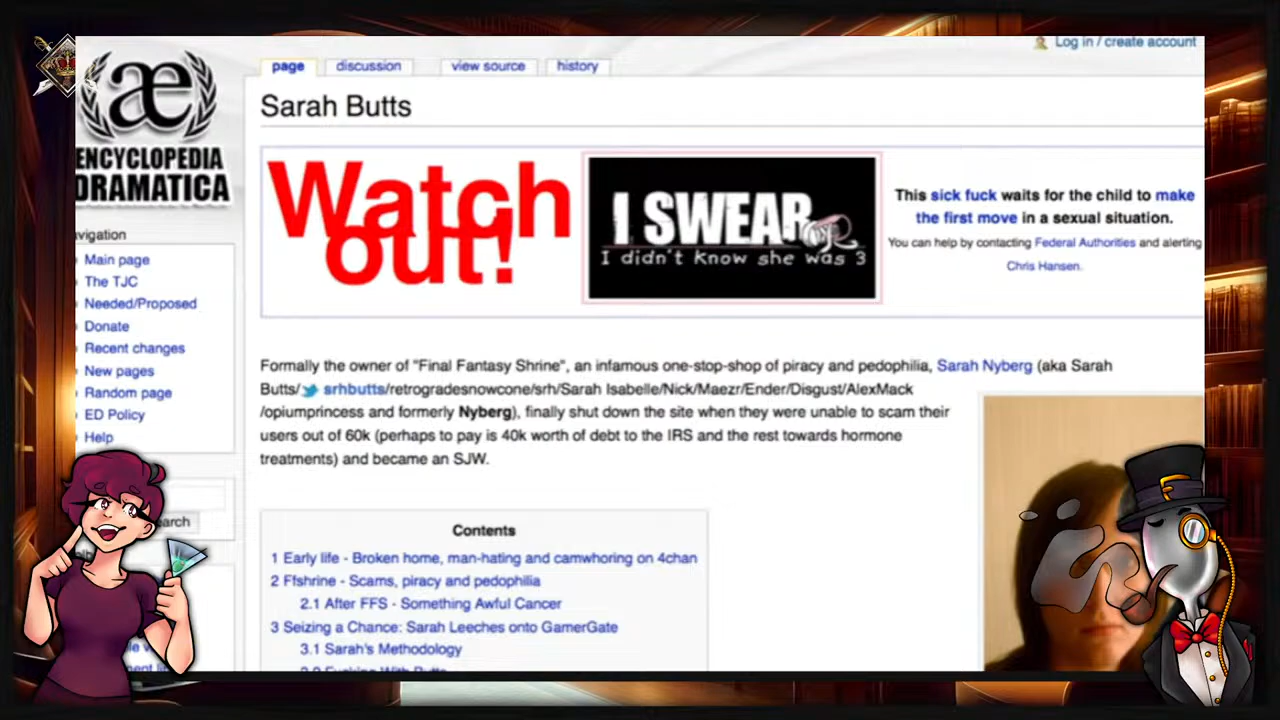 Log in / create account
page
discussion
view source
history
Sarah Butts
æ
ENCYCLOPEDIA
DRAMATICA
Watch
out!
I SWEAR
I didn't know she was 3
This sick fuck waits for the child to make
the first move in a sexual situation.
You can help by contacting Federal Authorities and alerting
Chris Hansen.
avigation
Main page
The TJC
Needed/Proposed
Donate
Recent changes
New pages
Random page
ED Policy
Help
earch
Formally the owner of "Final Fantasy Shrine", an infamous one-stop-shop of piracy and pedophilia, Sarah Nyberg (aka Sarah
Butts/ srhbutts/retrogradesnowcone/srh/Sarah Isabelle/Nick/Maezr/Ender/Disgust/AlexMack
/opiumprincess and formerly Nyberg), finally shut down the site when they were unable to scam their
users out of 60k (perhaps to pay is 40k worth of debt to the IRS and the rest towards hormone
treatments) and became an SJW.
Contents
1 Early life - Broken home, man-hating and camwhoring on 4chan
2 Ffshrine - Scams, piracy and pedophilia
2.1 After FFS - Something Awful Cancer
3 Seizing a Chance: Sarah Leeches onto GamerGate
3.1 Sarah's Methodology